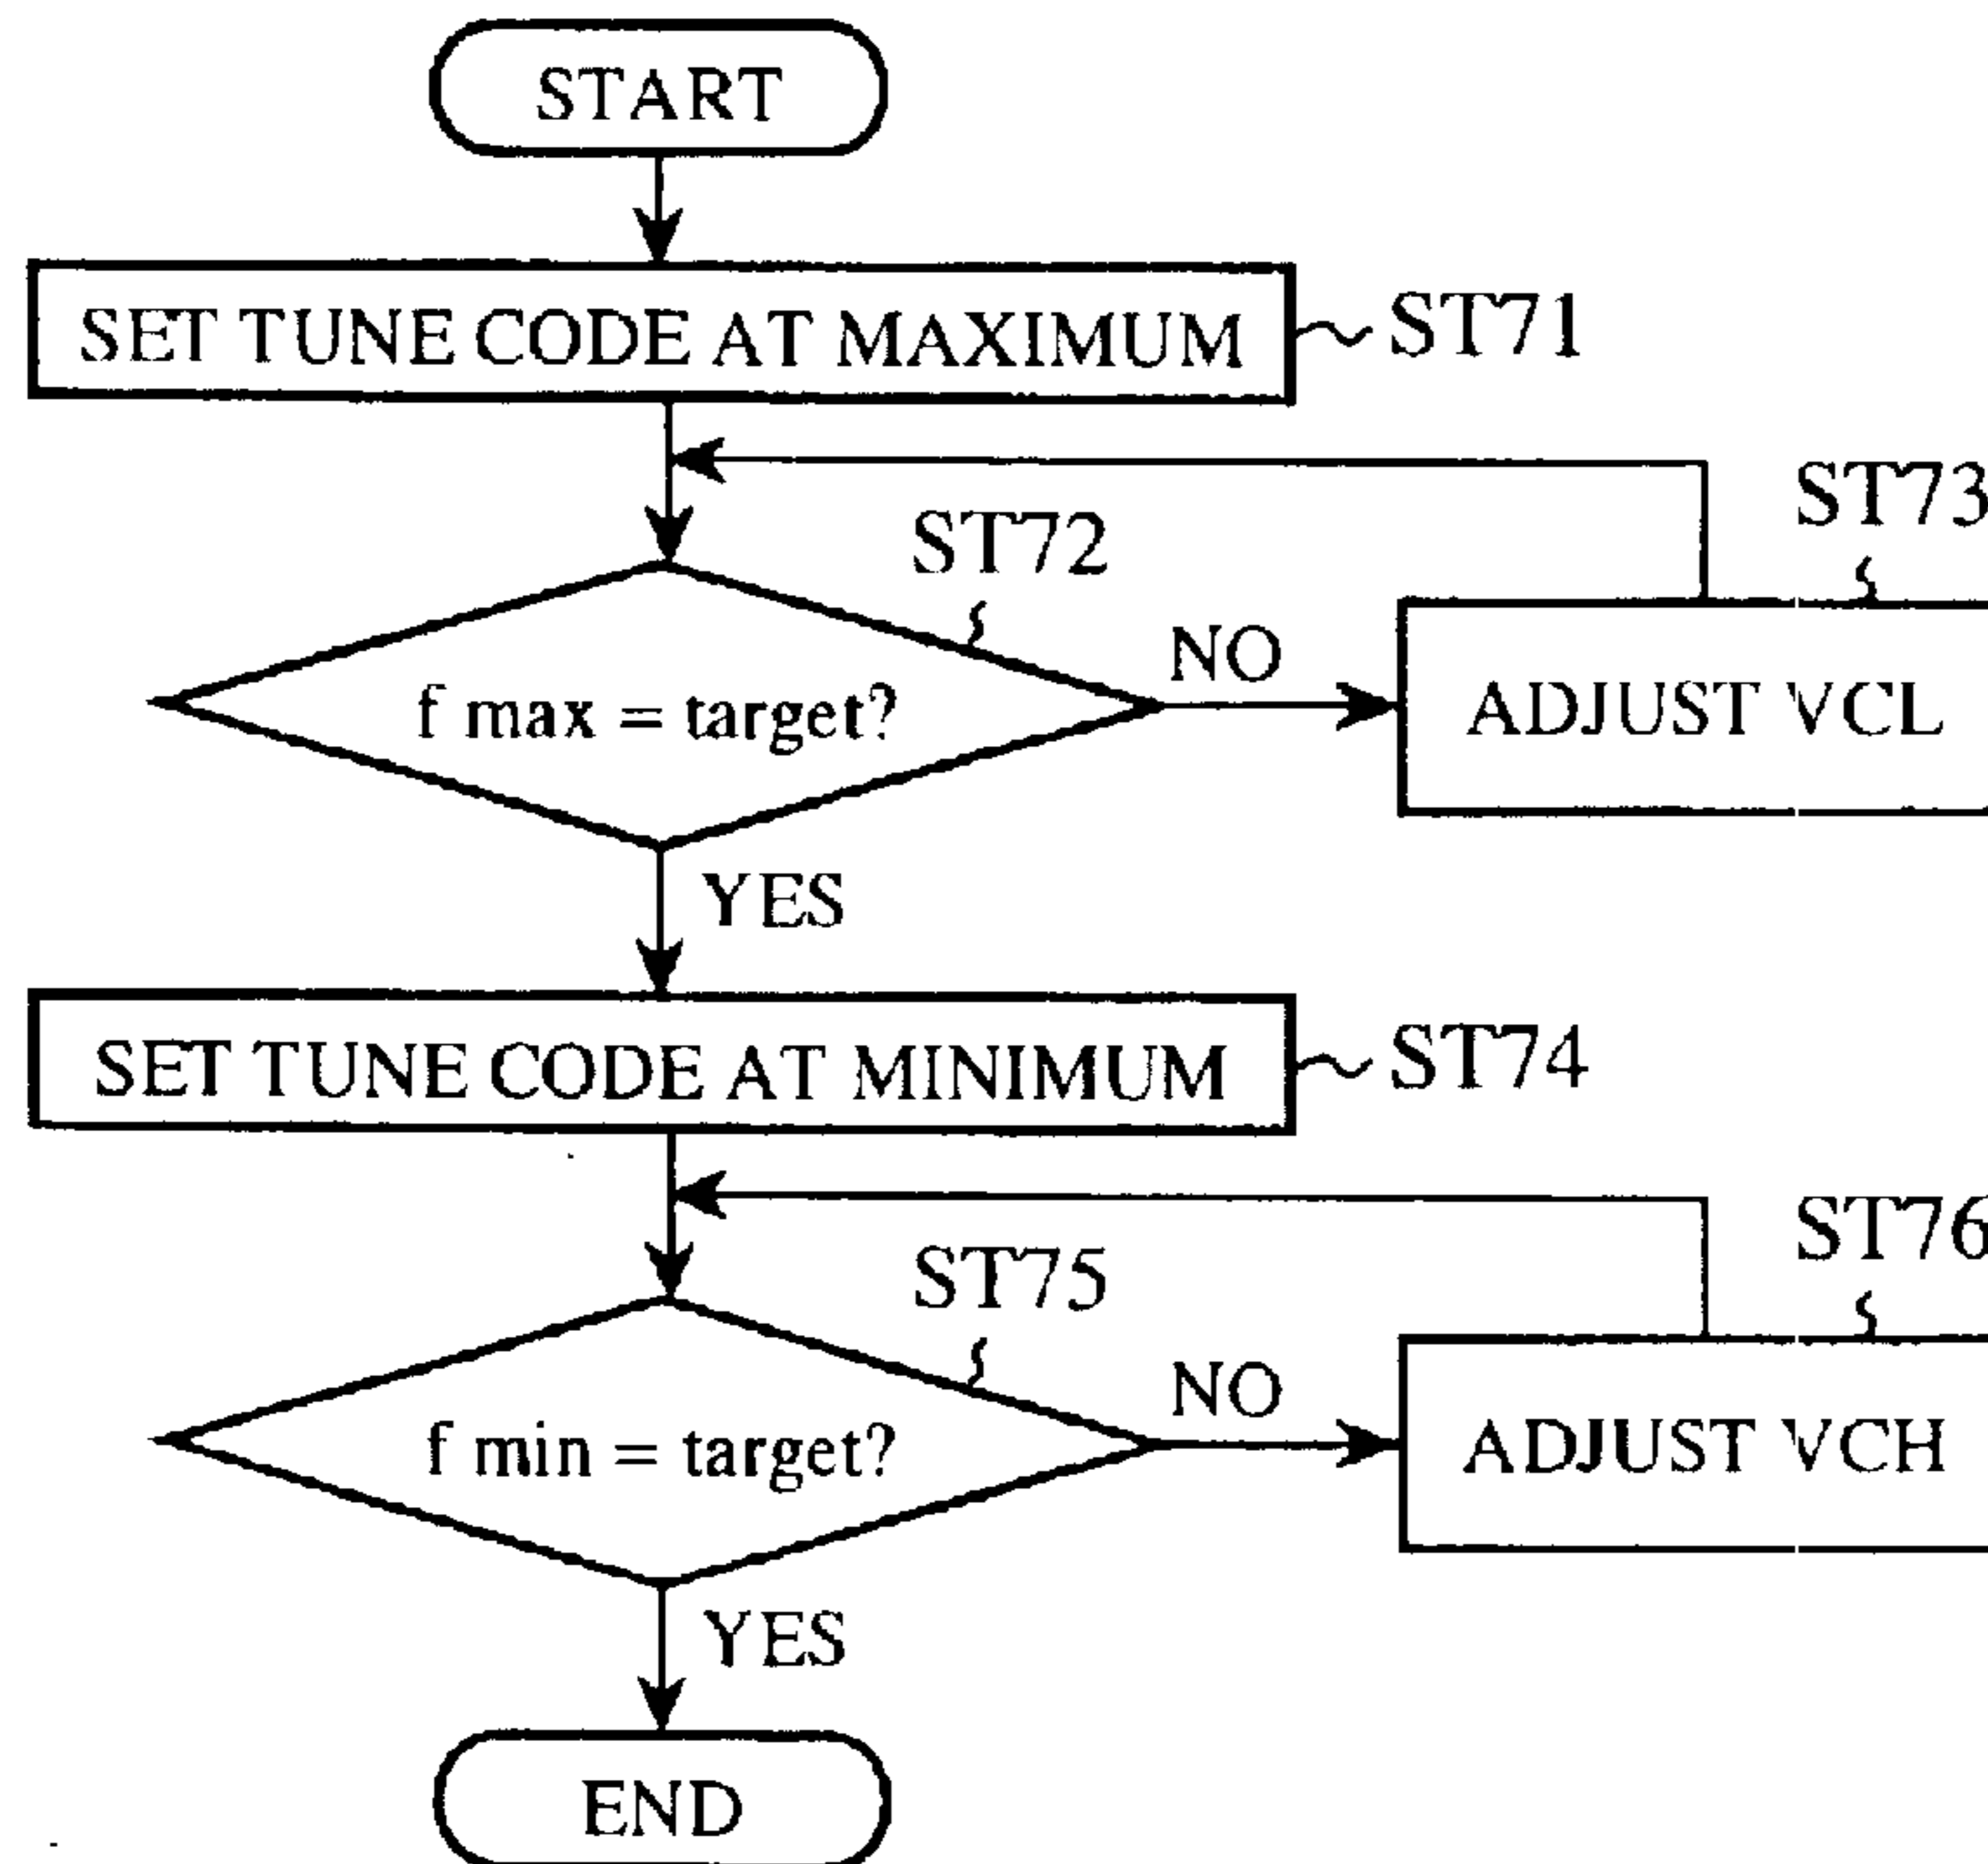 START
SET TUNE CODE AT MAXIMUM
ST71
ST73
ST72
NO
f max = target?
ADJUST VCL
YES
SET TUNE CODE AT MINIMUM
ST74
ST76
ST75
NO
f min = target?
ADJUST VCH
YES
END